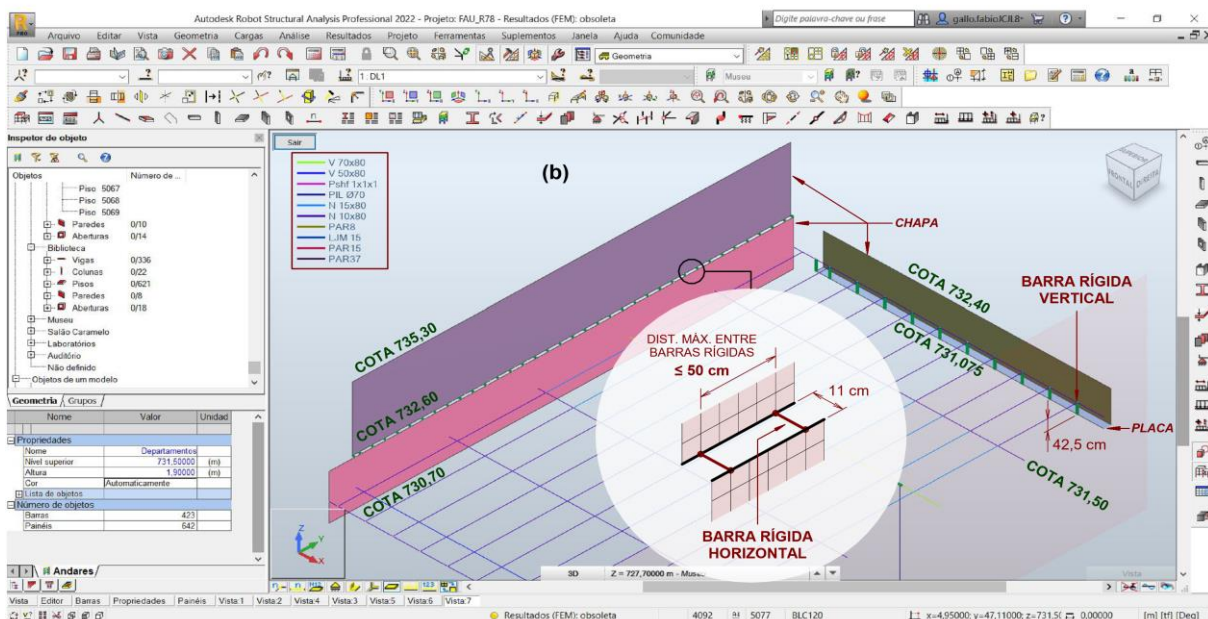 Autodesk Robot Structural Analysis Professional 2022 - Projeto: FAU_R78 - Resultados (FEM): obsoleta
Digite palavra-chave ou frase
gallo.fabioJCJL8
PRO
Arquivo Editar Vista Geometria Cargas Análise Resultados Projeto Ferramentas Suplementos Janela Ajuda Comunidade
Geometria
1: DL1
Museu
Inspetor de objeto
Objetos Número de ...
Piso 5067
Piso 5068
Piso 5069
Paredes 0/10
Aberturas 0/14
Biblioteca
Vigas 0/336
Colunas 0/22
Pisos 0/621
Paredes 0/8
Aberturas 0/18
Museu
Salão Caramelo
Laboratórios
Auditório
Não definido
Objetos de um modelo
Geometria Grupos
Nome Valor Unidad
Propriedades
Nome Departamentos
Nível superior 731,50000 (m)
Altura 1,90000 (m)
Cor Automaticamente
Lista de objetos
Número de objetos
Barras 423
Painéis 642
Andares
Sair
V 70x80
V 50x80
Pshf 1x1x1
PIL Ø70
N 15x80
N 10x80
PAR8
LJM 15
PAR15
PAR37
(b)
SUPERIOR
FRONTAL
DIREITA
CHAPA
COTA 735,30
COTA 732,40
BARRA RÍGIDA
VERTICAL
COTA 732,60
COTA 731,075
DIST. MÁX. ENTRE
BARRAS RÍGIDAS
≤ 50 cm
11 cm
PLACA
42,5 cm
COTA 730,70
COTA 731,50
BARRA RÍGIDA
HORIZONTAL
Z
Y
X
3D Z = 727,70000 m - Museu
Vista
Vista Editor Barras Propriedades Painéis Vista:1 Vista:2 Vista:4 Vista:3 Vista:5 Vista:6 Vista:7
Resultados (FEM): obsoleta 4092 5077 BLC120 x=4,95000; y=47,11000; z=731,5( 0,00000 [m] [tf] [Deg]